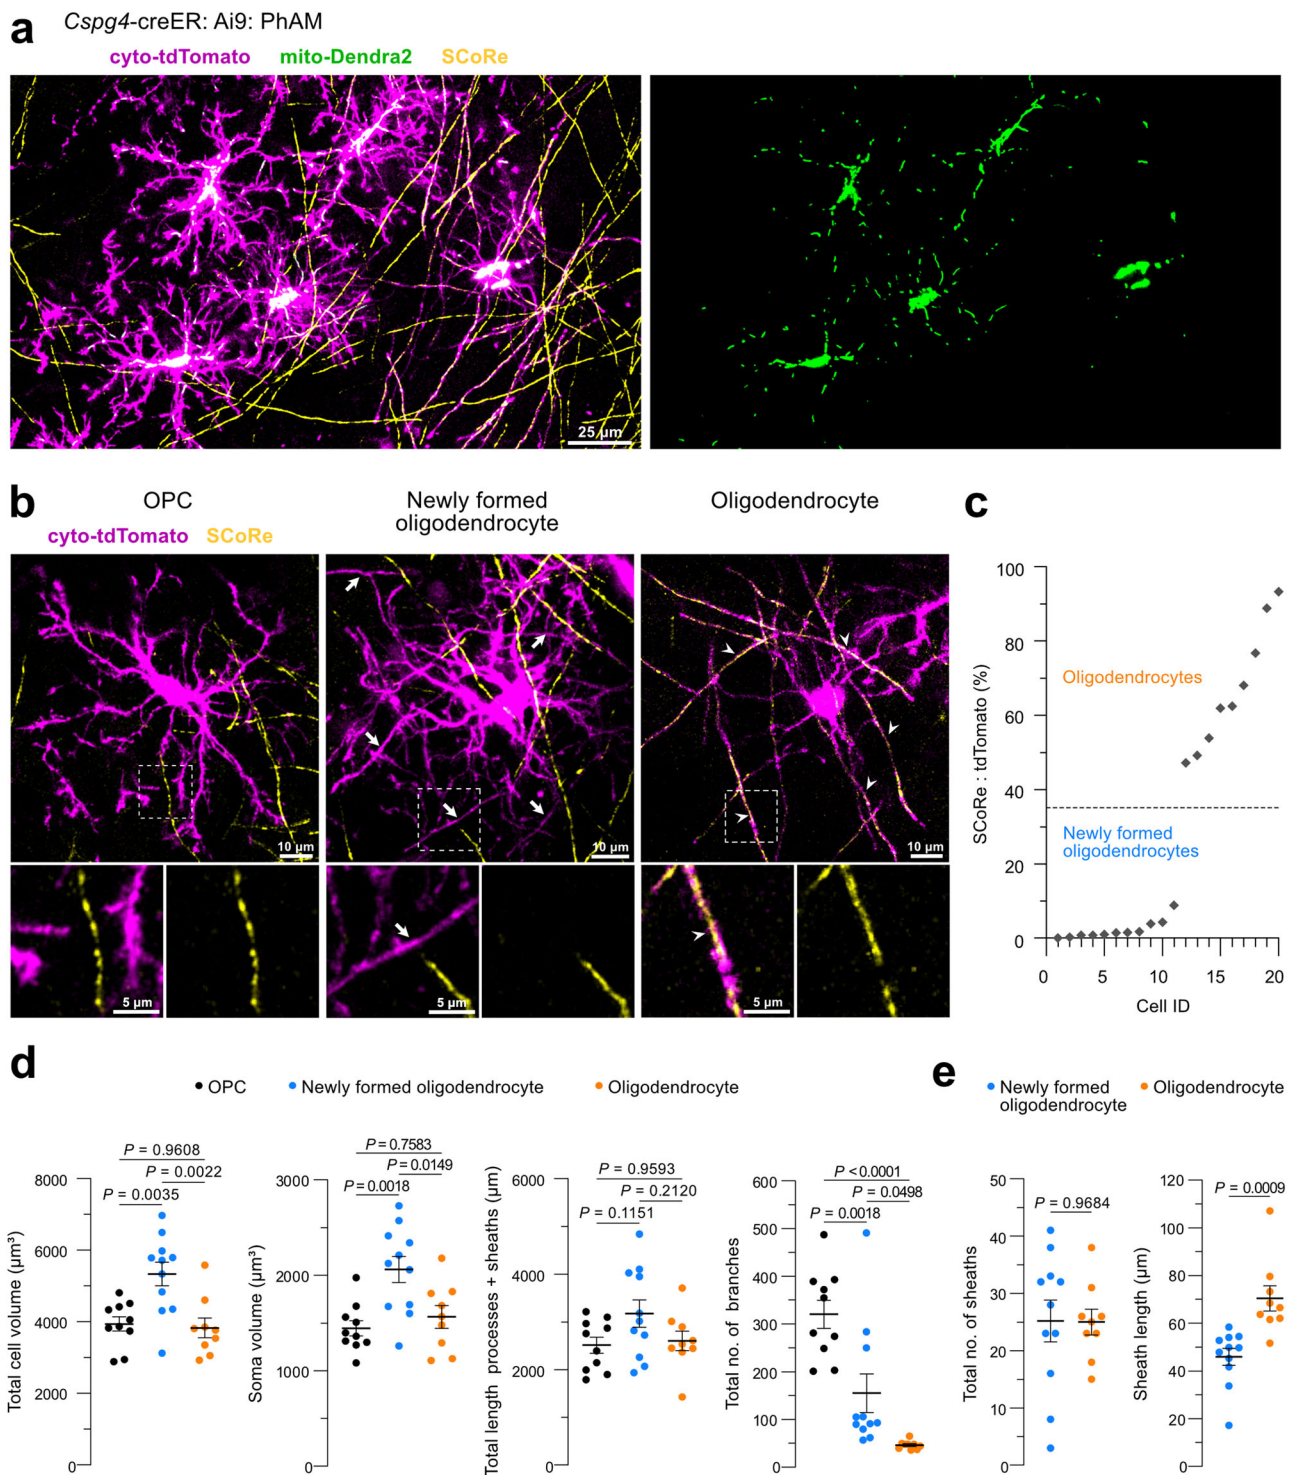 a
Cspg4-creER: Ai9: PhAM
cyto-tdTomato mito-Dendra2 SCoRe
25 µm
b
OPC
Newly formed
oligodendrocyte
Oligodendrocyte
cyto-tdTomato SCoRe
10 µm
10 µm
10 µm
5 µm
5 µm
5 µm
c
SCoRe : tdTomato (%)
100
80
60
40
20
0
Oligodendrocytes
Newly formed
oligodendrocytes
0 5 10 15 20
Cell ID
d
OPC Newly formed oligodendrocyte Oligodendrocyte
Total cell volume (µm³)
8000
6000
4000
2000
0
P = 0.9608
P = 0.0022
P = 0.0035
Soma volume (µm³)
3000
2000
1000
0
P = 0.7583
P = 0.0149
P = 0.0018
Total length processes + sheaths (µm)
6000
4000
2000
0
P = 0.9593
P = 0.2120
P = 0.1151
Total no. of branches
600
500
400
300
200
100
0
P <0.0001
P = 0.0498
P = 0.0018
e
Newly formed
oligodendrocyte
Oligodendrocyte
Total no. of sheaths
50
40
30
20
10
0
P = 0.9684
Sheath length (µm)
120
100
80
60
40
20
0
P = 0.0009